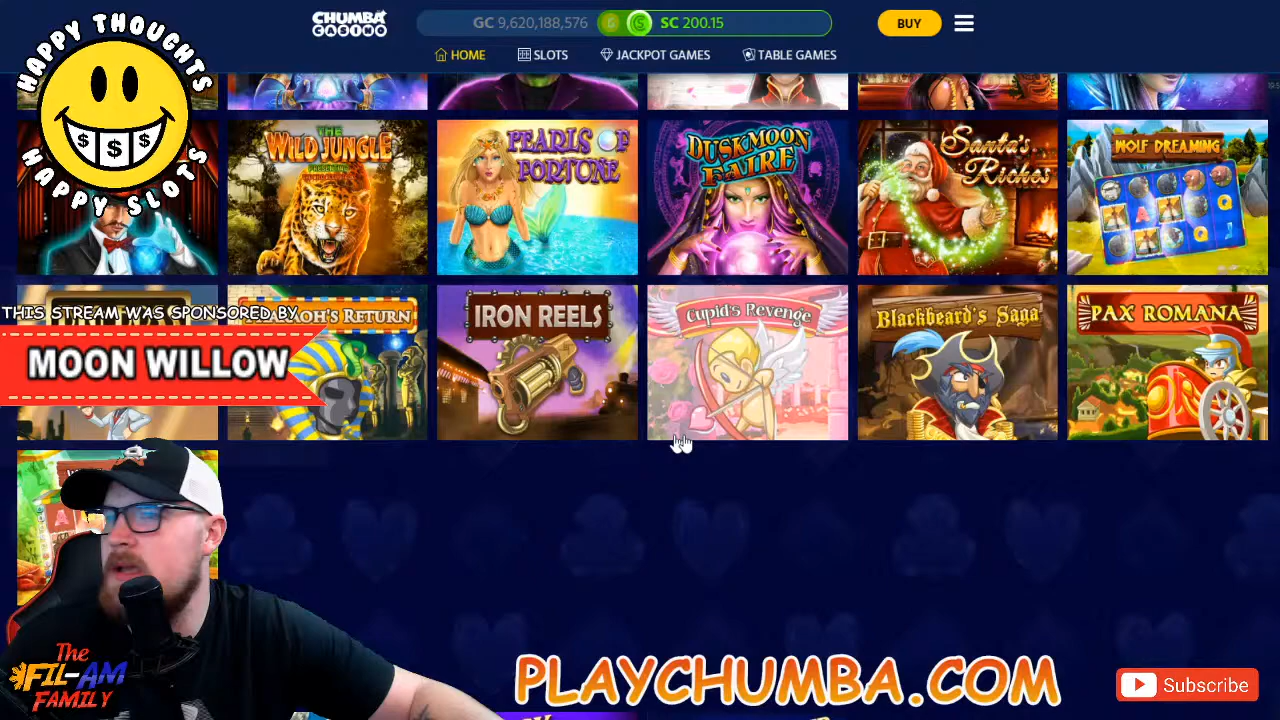 HAPPY THOUGHTS
HAPPY SLOTS
$ $ $
CHUMBA
CASINO
GC 9,620,188,576
SC 200.15
BUY
HOME
SLOTS
JACKPOT GAMES
TABLE GAMES
THE
WILD JUNGLE
PEARLS OF
FORTUNE
DUSKMOON
FAIRE
Santa's
Riches
WOLF DREAMING
THIS STREAM WAS SPONSORED BY
MOON WILLOW
OH'S RETURN
IRON REELS
Cupid's Revenge
Blackbeard's Saga
PAX ROMANA
The
FIL-AM
FAMILY
PLAYCHUMBA.COM
Subscribe